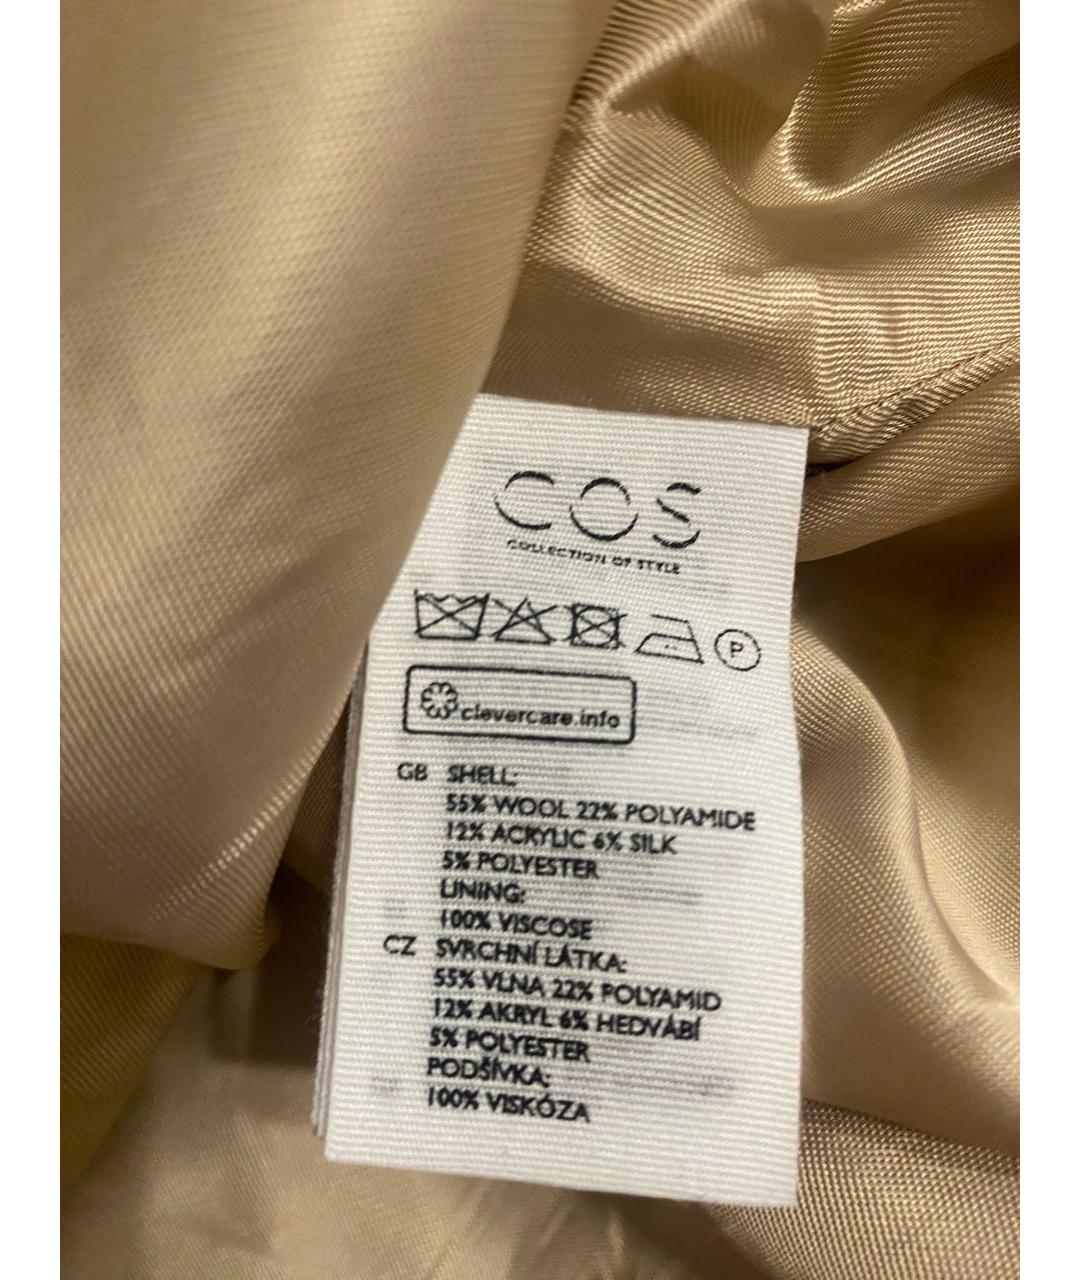 COS
COLLECTION OF STYLE
P
clevercare.info
GB SHELL:
55% WOOL 22% POLYAMIDE
12% ACRYLIC 6% SILK
5% POLYESTER
LINING:
100% VISCOSE
CZ SVRCHNÍ LÁTKA:
55% VLNA 22% POLYAMID
12% AKRYL 6% HEDVÁBÍ
5% POLYESTER
PODŠÍVKA:
100% VISKÓZA